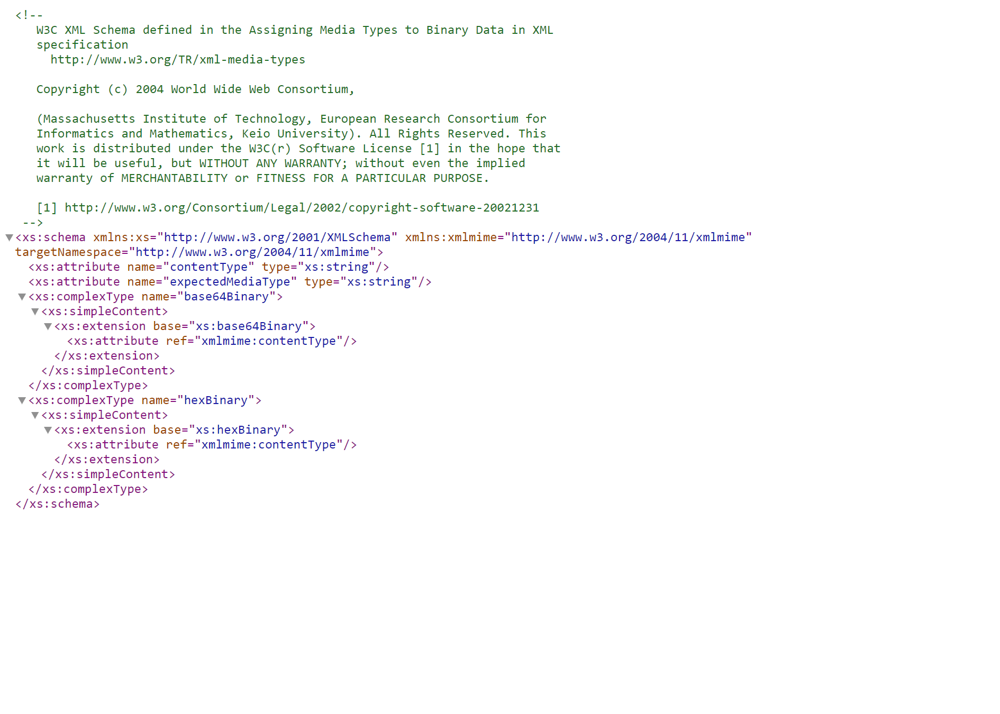 <!--
W3C XML Schema defined in the Assigning Media Types to Binary Data in XML
specification
http://www.w3.org/TR/xml-media-types
Copyright (c) 2004 World Wide Web Consortium,
(Massachusetts Institute of Technology, European Research Consortium for
Informatics and Mathematics, Keio University). All Rights Reserved. This
work is distributed under the W3C(r) Software License [1] in the hope that
it will be useful, but WITHOUT ANY WARRANTY; without even the implied
warranty of MERCHANTABILITY or FITNESS FOR A PARTICULAR PURPOSE.
[1] http://www.w3.org/Consortium/Legal/2002/copyright-software-20021231
-->
<xs:schema xmlns:xs="http://www.w3.org/2001/XMLSchema" xmlns:xmlmime="http://www.w3.org/2004/11/xmlmime"
targetNamespace="http://www.w3.org/2004/11/xmlmime">
<xs:attribute name="contentType" type="xs:string"/>
<xs:attribute name="expectedMediaType" type="xs:string"/>
<xs:complexType name="base64Binary">
<xs:simpleContent>
<xs:extension base="xs:base64Binary">
<xs:attribute ref="xmlmime:contentType"/>
</xs:extension>
</xs:simpleContent>
</xs:complexType>
<xs:complexType name="hexBinary">
<xs:simpleContent>
<xs:extension base="xs:hexBinary">
<xs:attribute ref="xmlmime:contentType"/>
</xs:extension>
</xs:simpleContent>
</xs:complexType>
</xs:schema>